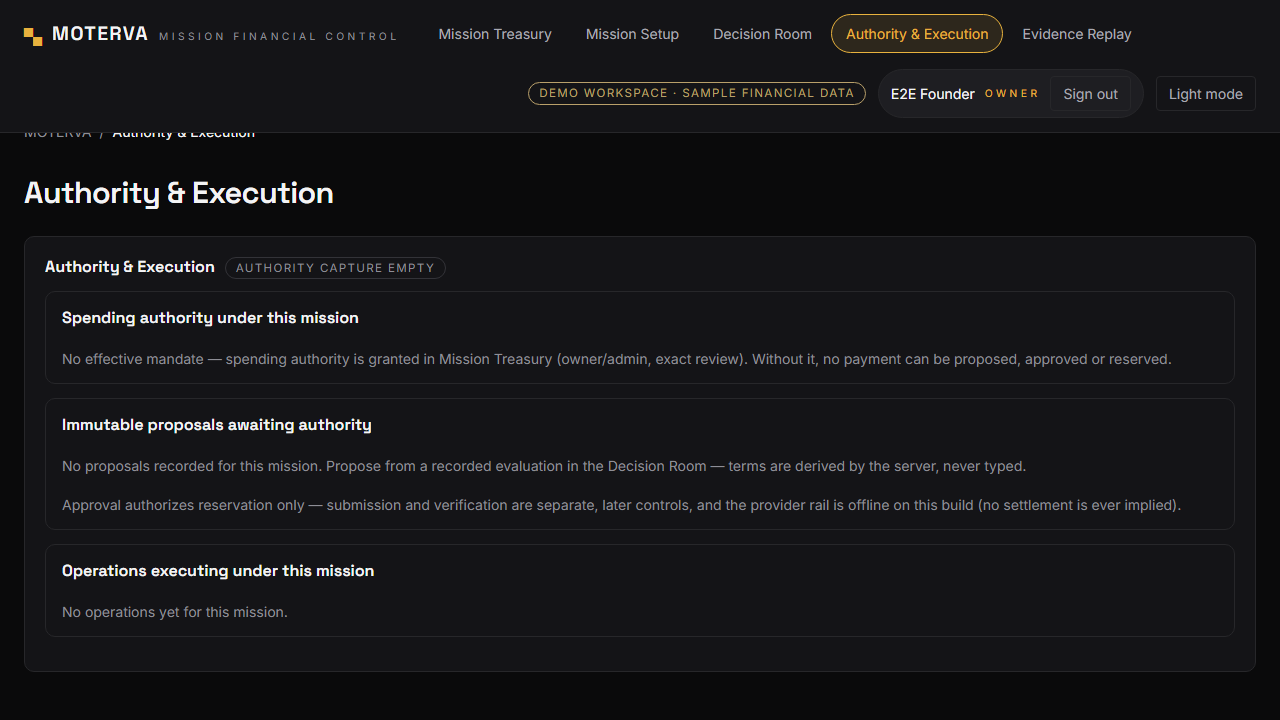 MOTERVA MISSION FINANCIAL CONTROL
Mission Treasury
Mission Setup
Decision Room
Authority & Execution
Evidence Replay
DEMO WORKSPACE · SAMPLE FINANCIAL DATA
E2E Founder OWNER
Sign out
Light mode
MOTERVA / Authority & Execution
Authority & Execution
Authority & Execution AUTHORITY CAPTURE EMPTY
Spending authority under this mission
No effective mandate — spending authority is granted in Mission Treasury (owner/admin, exact review). Without it, no payment can be proposed, approved or reserved.
Immutable proposals awaiting authority
No proposals recorded for this mission. Propose from a recorded evaluation in the Decision Room — terms are derived by the server, never typed.
Approval authorizes reservation only — submission and verification are separate, later controls, and the provider rail is offline on this build (no settlement is ever implied).
Operations executing under this mission
No operations yet for this mission.